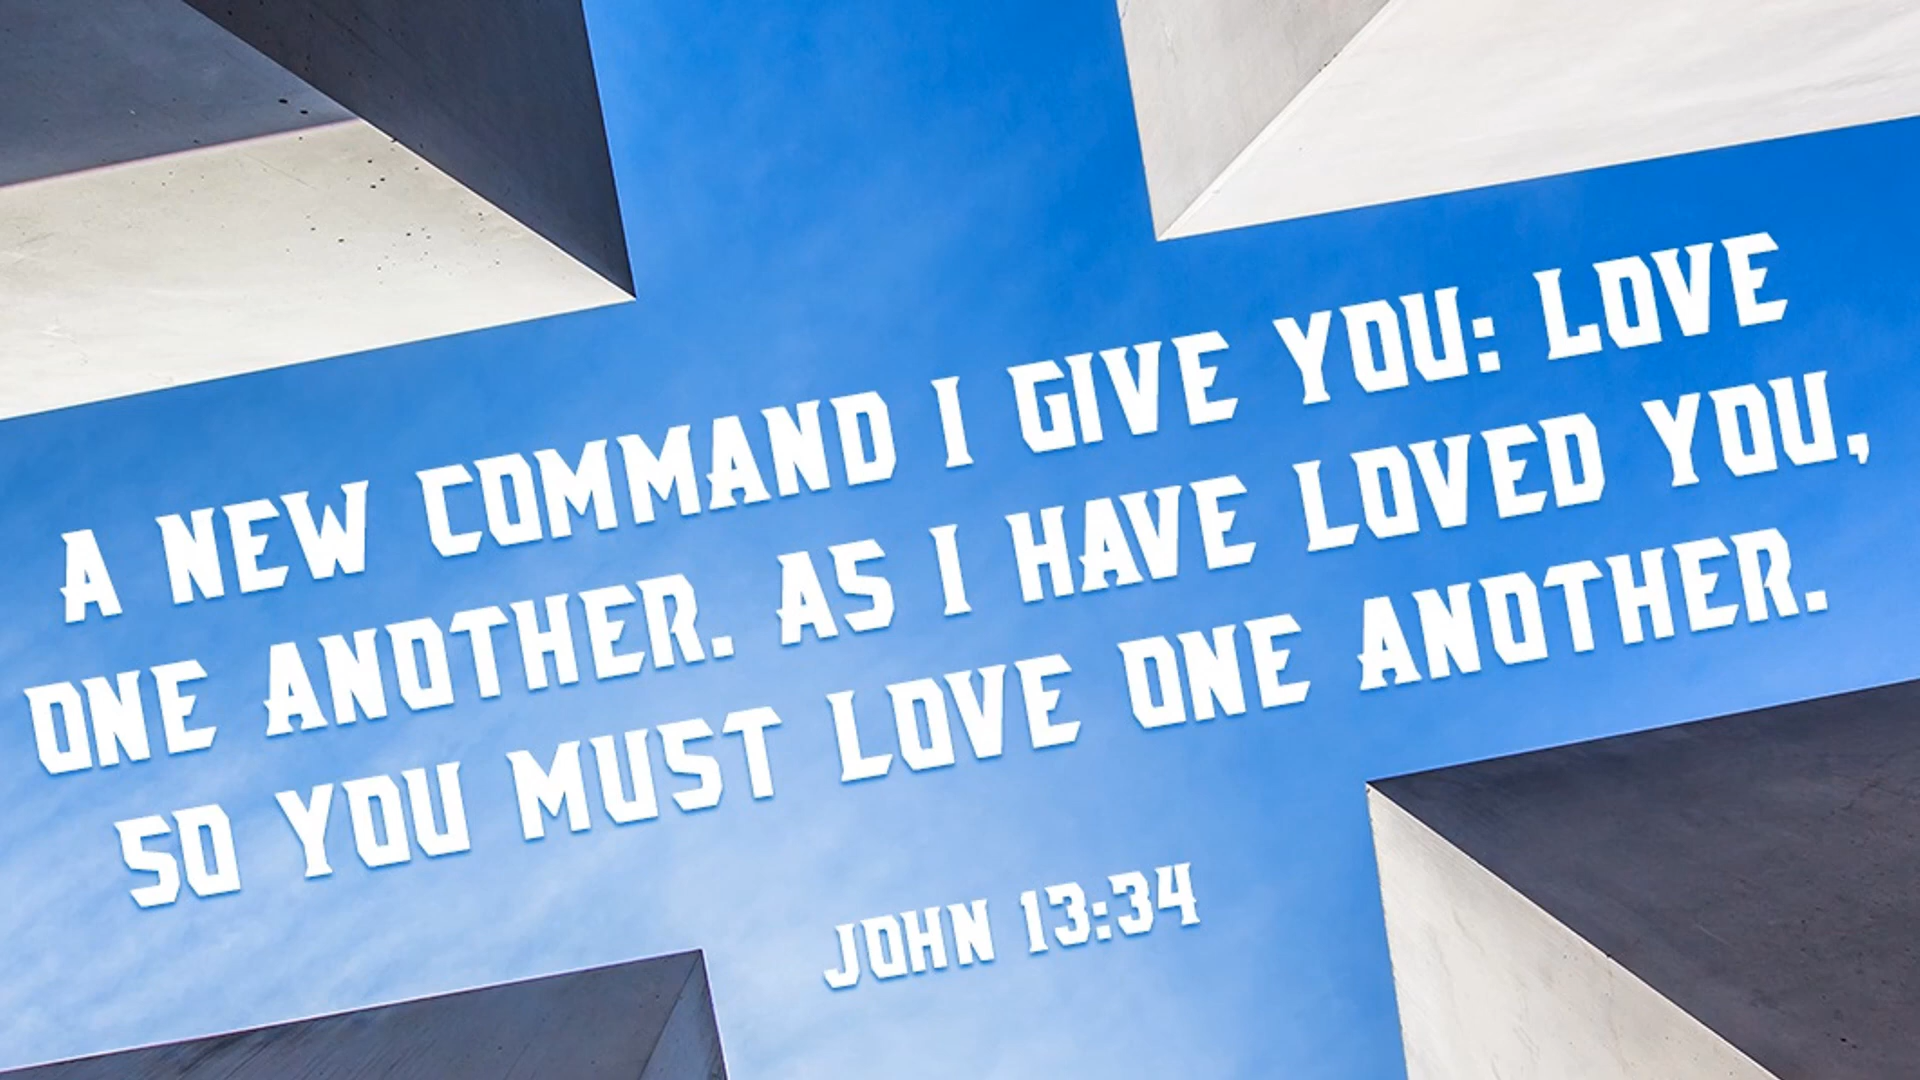 A NEW COMMAND I GIVE YOU: LOVE
ONE ANOTHER. AS I HAVE LOVED YOU,
SO YOU MUST LOVE ONE ANOTHER.
JOHN 13:34